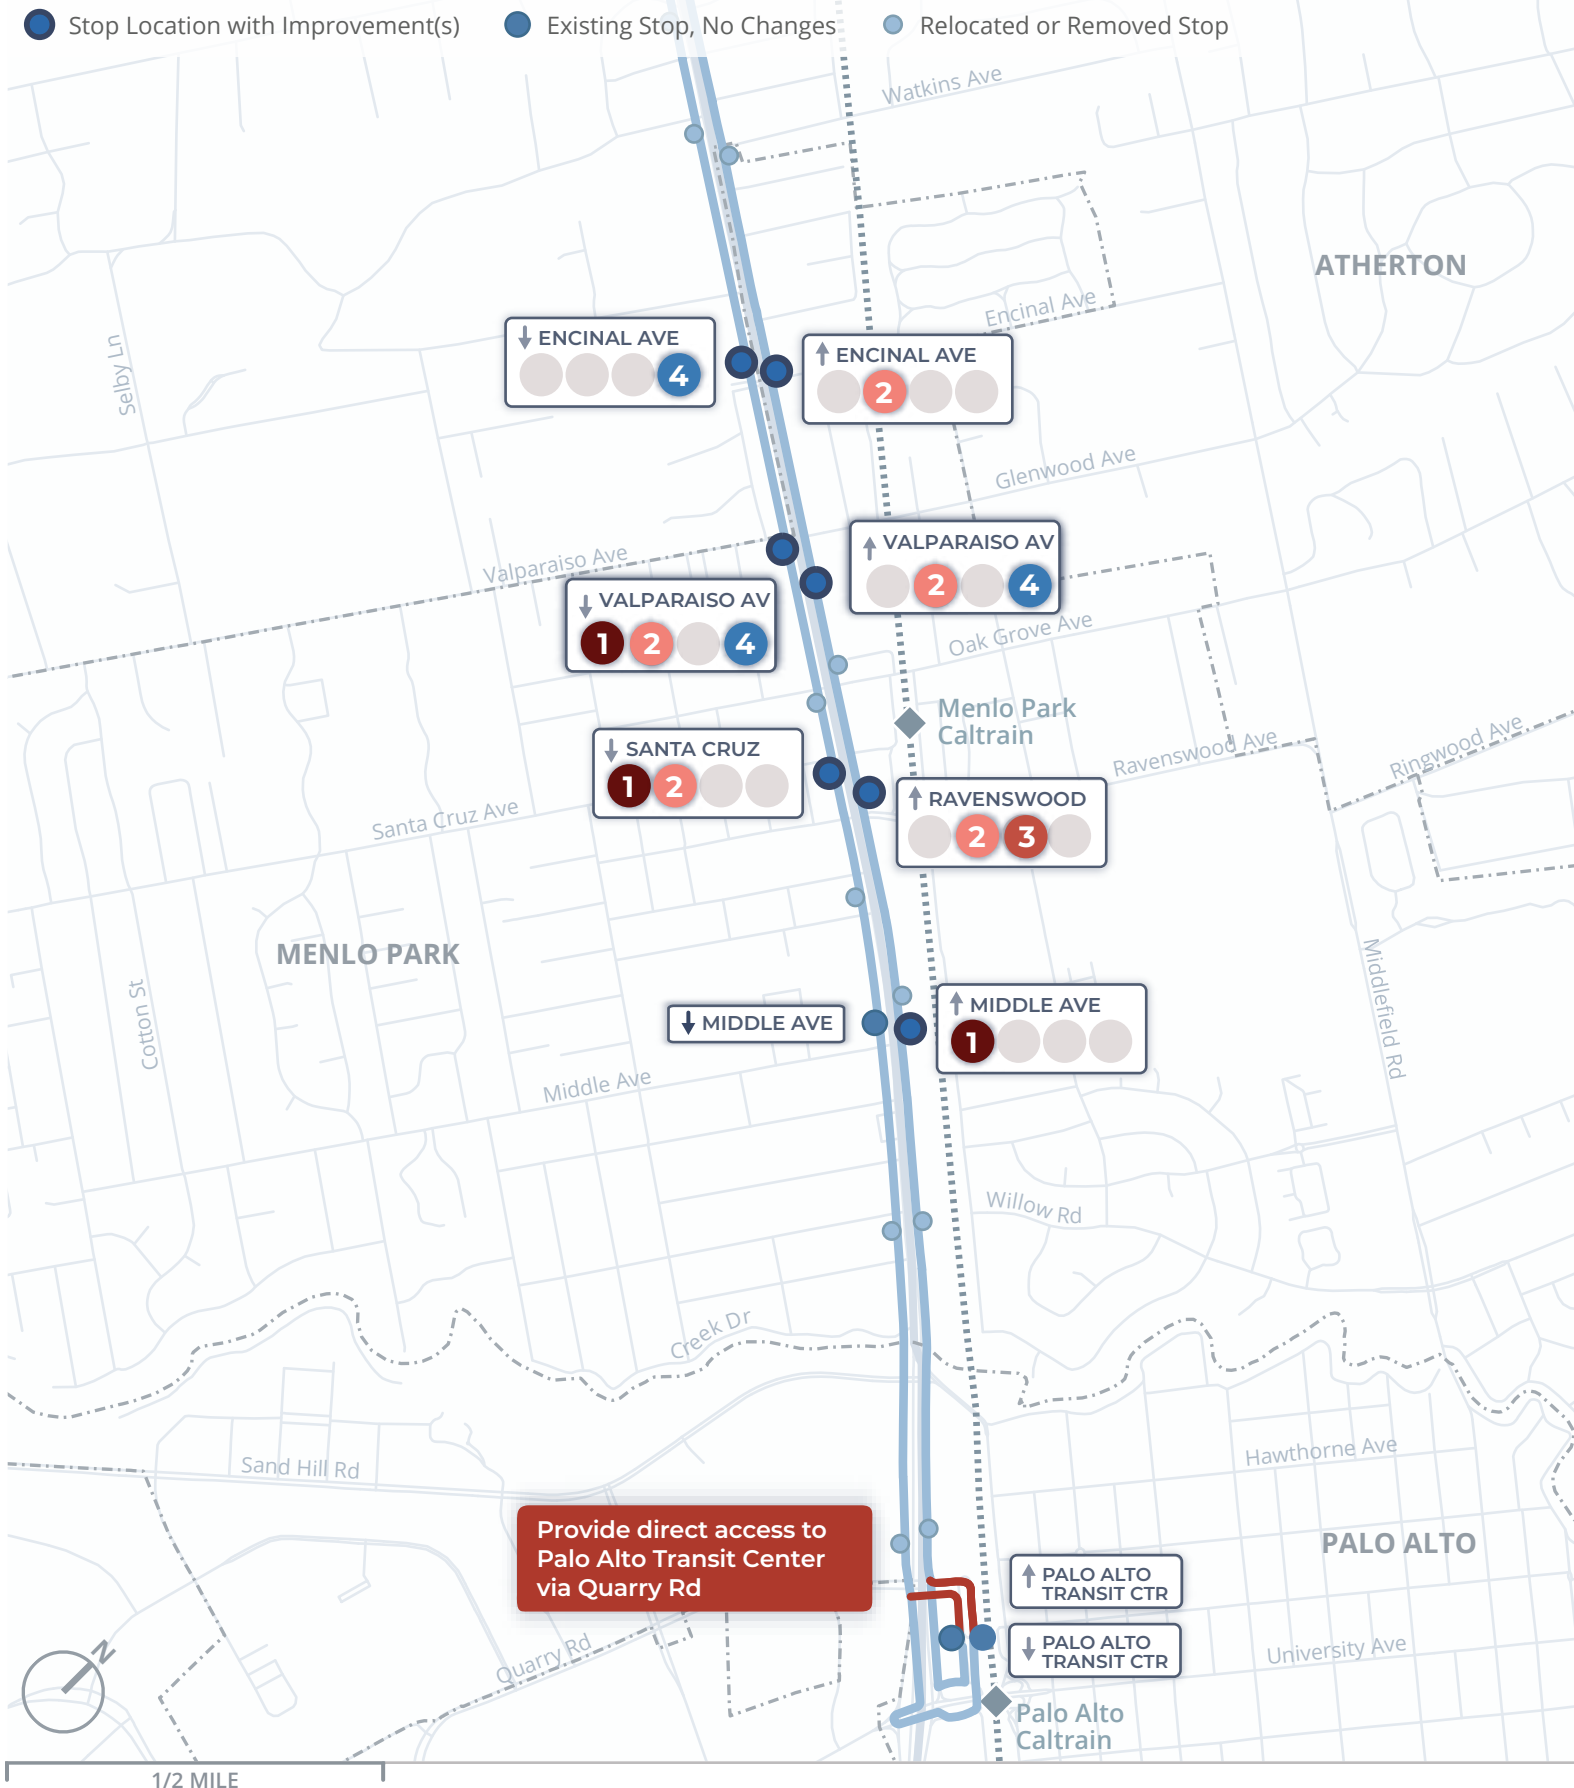 Stop Location with Improvement(s)
Existing Stop, No Changes
Relocated or Removed Stop
Watkins Ave
ATHERTON
Encinal Ave
Selby Ln
↓ ENCINAL AVE
4
↑ ENCINAL AVE
2
Glenwood Ave
Valparaiso Ave
↑ VALPARAISO AV
2 4
↓ VALPARAISO AV
1 2 4
Oak Grove Ave
Menlo Park
Caltrain
Ravenswood Ave
Ringwood Ave
↓ SANTA CRUZ
1 2
↑ RAVENSWOOD
2 3
Santa Cruz Ave
MENLO PARK
Cotton St
Middlefield Rd
↓ MIDDLE AVE
↑ MIDDLE AVE
1
Middle Ave
Willow Rd
Creek Dr
Sand Hill Rd
Hawthorne Ave
Provide direct access to
Palo Alto Transit Center
via Quarry Rd
PALO ALTO
↑ PALO ALTO
TRANSIT CTR
↓ PALO ALTO
TRANSIT CTR
Quarry Rd
University Ave
N
Palo Alto
Caltrain
1/2 MILE